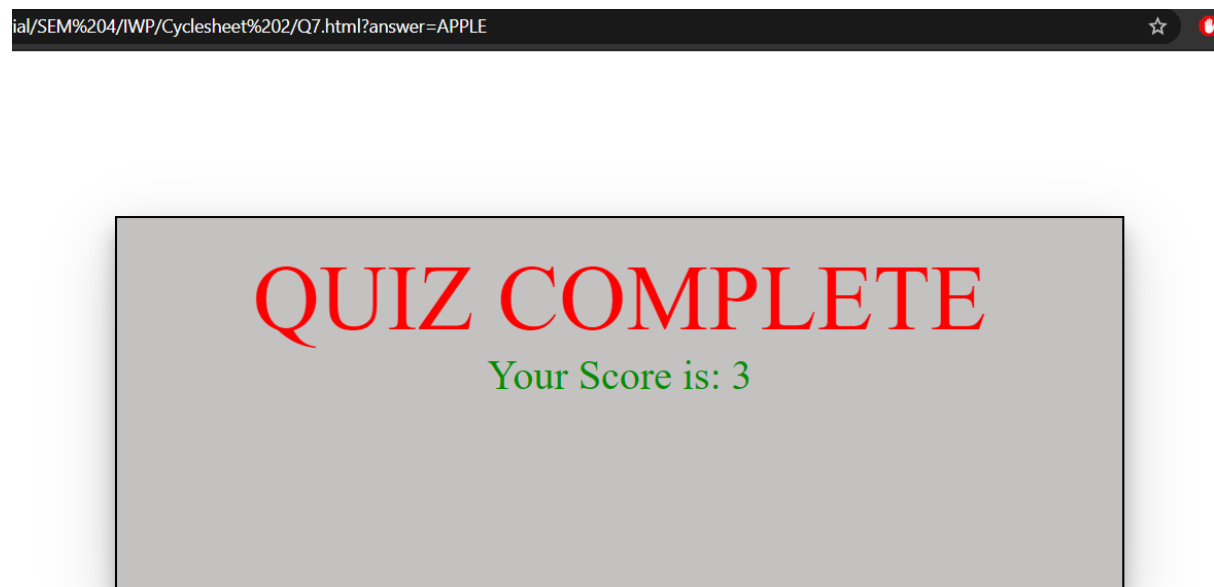 ial/SEM%204/IWP/Cyclesheet%202/Q7.html?answer=APPLE
QUIZ COMPLETE
Your Score is: 3